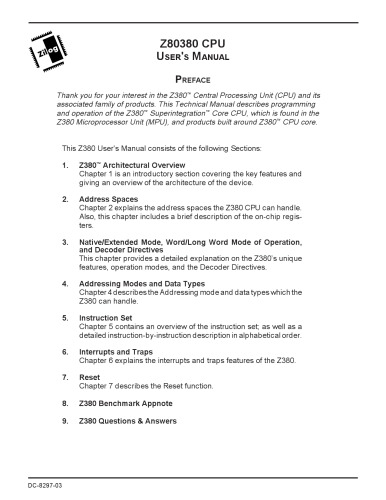 Zilog
Z80380 CPU
USER'S MANUAL
PREFACE
Thank you for your interest in the Z380™ Central Processing Unit (CPU) and its
associated family of products. This Technical Manual describes programming
and operation of the Z380™ Superintegration™ Core CPU, which is found in the
Z380 Microprocessor Unit (MPU), and products built around Z380™ CPU core.
This Z380 User's Manual consists of the following Sections:
1. Z380™ Architectural Overview
Chapter 1 is an introductory section covering the key features and
giving an overview of the architecture of the device.
2. Address Spaces
Chapter 2 explains the address spaces the Z380 CPU can handle.
Also, this chapter includes a brief description of the on-chip regis-
ters.
3. Native/Extended Mode, Word/Long Word Mode of Operation,
and Decoder Directives
This chapter provides a detailed explanation on the Z380's unique
features, operation modes, and the Decoder Directives.
4. Addressing Modes and Data Types
Chapter 4 describes the Addressing mode and data types which the
Z380 can handle.
5. Instruction Set
Chapter 5 contains an overview of the instruction set; as well as a
detailed instruction-by-instruction description in alphabetical order.
6. Interrupts and Traps
Chapter 6 explains the interrupts and traps features of the Z380.
7. Reset
Chapter 7 describes the Reset function.
8. Z380 Benchmark Appnote
9. Z380 Questions & Answers
DC-8297-03